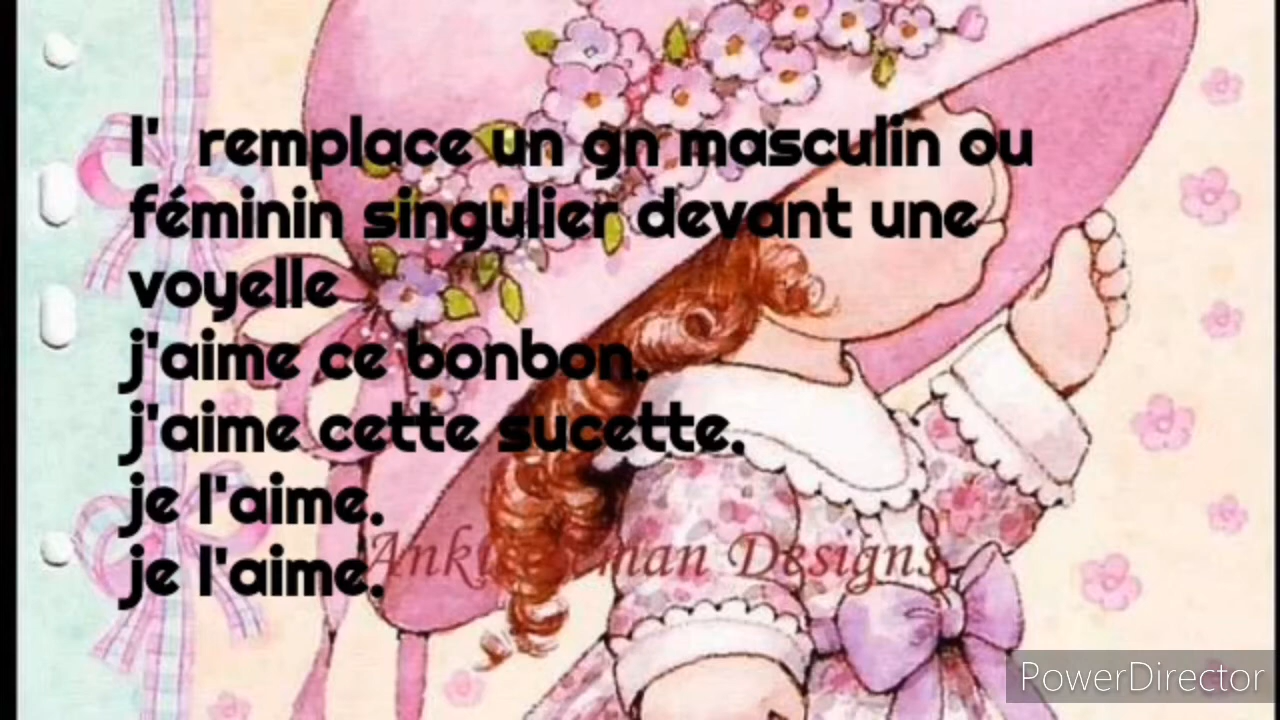 l' remplace un gn masculin ou
féminin singulier devant une
voyelle
j'aime ce bonbon.
j'aime cette sucette.
je l'aime.
je l'aime.
Designs
PowerDirector